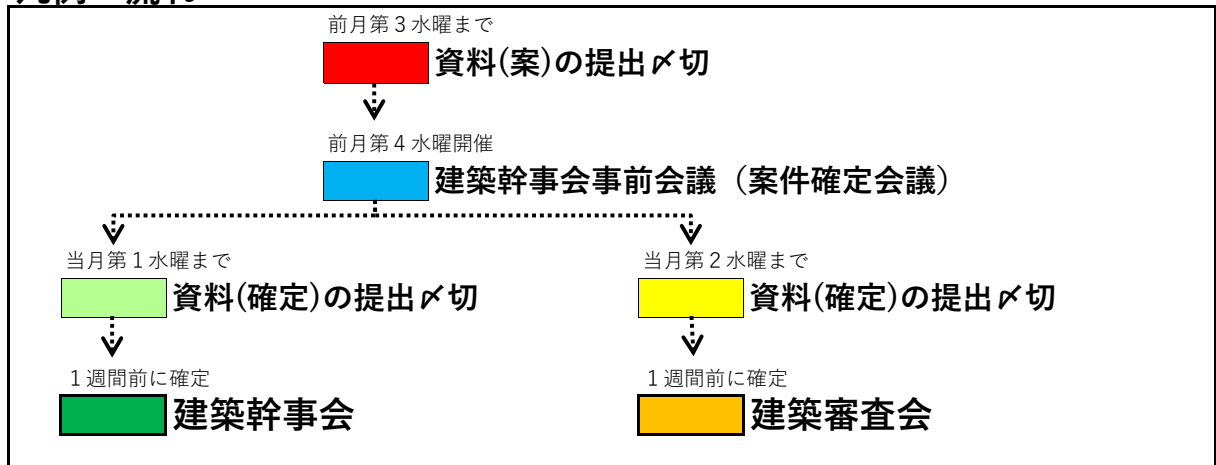 前月第３水曜まで
資料(案)の提出〆切
前月第４水曜開催
建築幹事会事前会議（案件確定会議）
当月第１水曜まで
資料(確定)の提出〆切
１週間前に確定
建築幹事会
当月第２水曜まで
資料(確定)の提出〆切
１週間前に確定
建築審査会